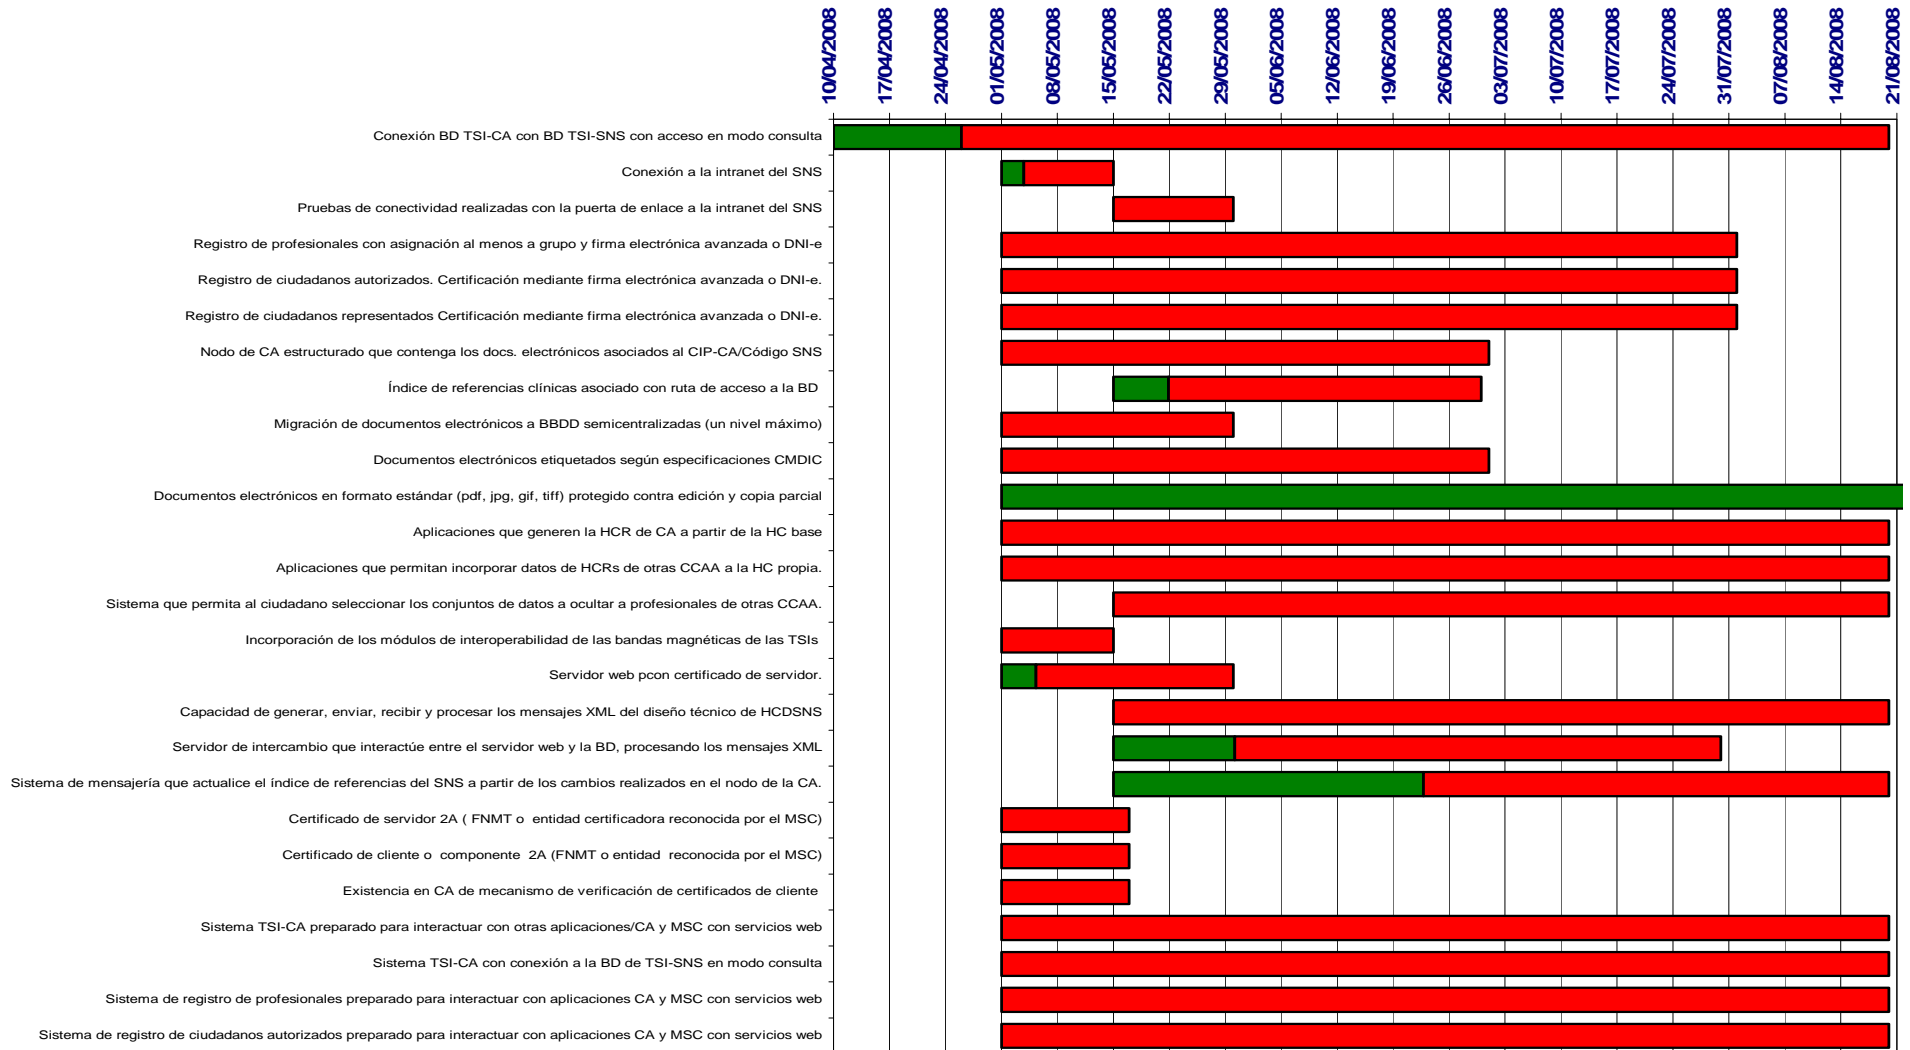 10/04/2008
17/04/2008
24/04/2008
01/05/2008
08/05/2008
15/05/2008
22/05/2008
29/05/2008
05/06/2008
12/06/2008
19/06/2008
26/06/2008
03/07/2008
10/07/2008
17/07/2008
24/07/2008
31/07/2008
07/08/2008
14/08/2008
21/08/2008
Conexión BD TSI-CA con BD TSI-SNS con acceso en modo consulta
Conexión a la intranet del SNS
Pruebas de conectividad realizadas con la puerta de enlace a la intranet del SNS
Registro de profesionales con asignación al menos a grupo y firma electrónica avanzada o DNI-e
Registro de ciudadanos autorizados. Certificación mediante firma electrónica avanzada o DNI-e.
Registro de ciudadanos representados Certificación mediante firma electrónica avanzada o DNI-e.
Nodo de CA estructurado que contenga los docs. electrónicos asociados al CIP-CA/Código SNS
Índice de referencias clínicas asociado con ruta de acceso a la BD
Migración de documentos electrónicos a BBDD semicentralizadas (un nivel máximo)
Documentos electrónicos etiquetados según especificaciones CMDIC
Documentos electrónicos en formato estándar (pdf, jpg, gif, tiff) protegido contra edición y copia parcial
Aplicaciones que generen la HCR de CA a partir de la HC base
Aplicaciones que permitan incorporar datos de HCRs de otras CCAA a la HC propia.
Sistema que permita al ciudadano seleccionar los conjuntos de datos a ocultar a profesionales de otras CCAA.
Incorporación de los módulos de interoperabilidad de las bandas magnéticas de las TSIs
Servidor web pcon certificado de servidor.
Capacidad de generar, enviar, recibir y procesar los mensajes XML del diseño técnico de HCDSNS
Servidor de intercambio que interactúe entre el servidor web y la BD, procesando los mensajes XML
Sistema de mensajería que actualice el índice de referencias del SNS a partir de los cambios realizados en el nodo de la CA.
Certificado de servidor 2A ( FNMT o entidad certificadora reconocida por el MSC)
Certificado de cliente o componente 2A (FNMT o entidad reconocida por el MSC)
Existencia en CA de mecanismo de verificación de certificados de cliente
Sistema TSI-CA preparado para interactuar con otras aplicaciones/CA y MSC con servicios web
Sistema TSI-CA con conexión a la BD de TSI-SNS en modo consulta
Sistema de registro de profesionales preparado para interactuar con aplicaciones CA y MSC con servicios web
Sistema de registro de ciudadanos autorizados preparado para interactuar con aplicaciones CA y MSC con servicios web